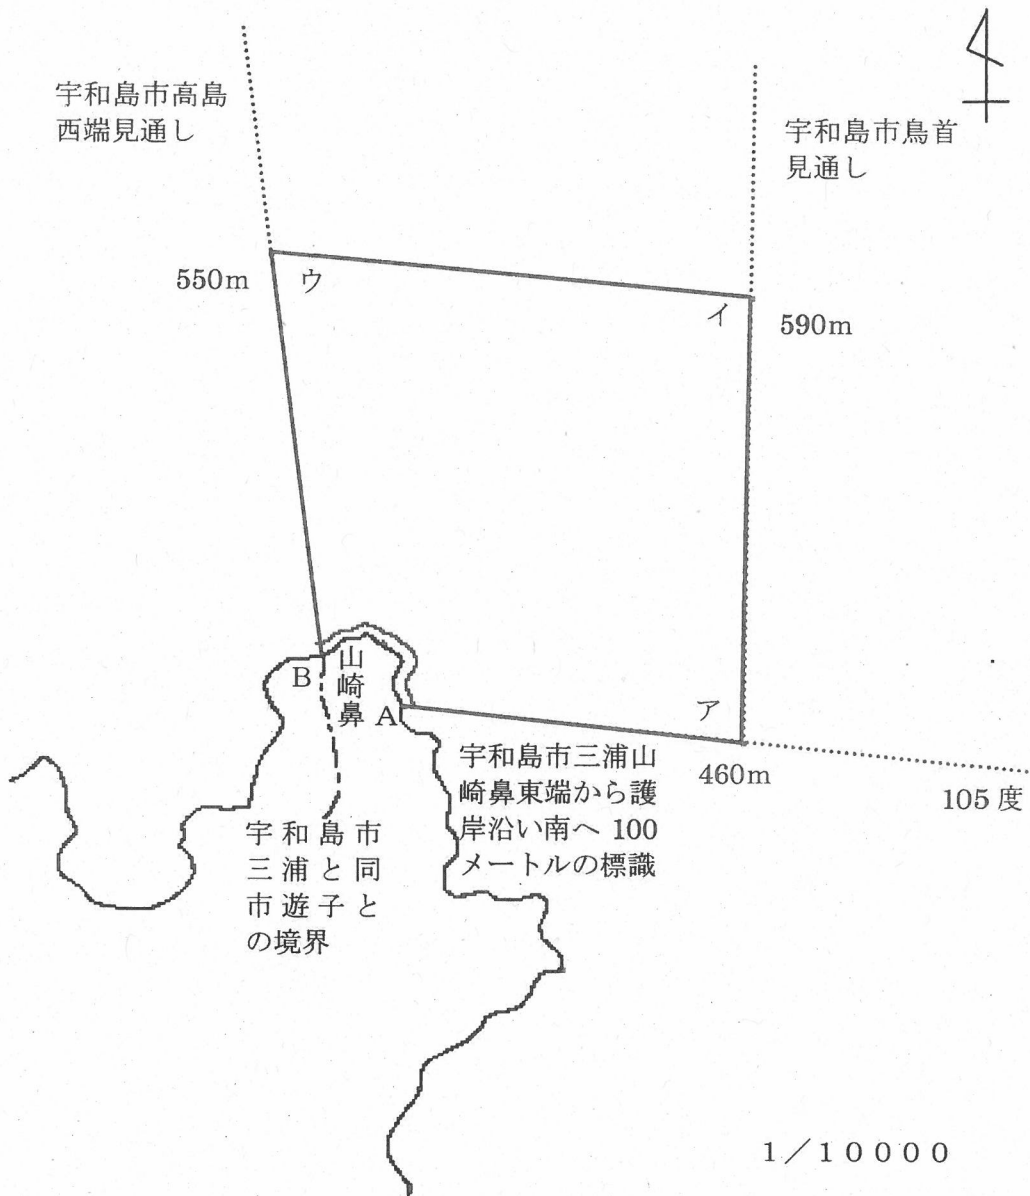 宇和島市高島
西端見通し
宇和島市鳥首
見通し
550m
ウ
イ
590m
B
山崎鼻
A
ア
460m
105度
宇和島市三浦山
崎鼻東端から護
岸沿い南へ 100
メートルの標識
宇和島市
三浦と同
市遊子と
の境界
1／10000